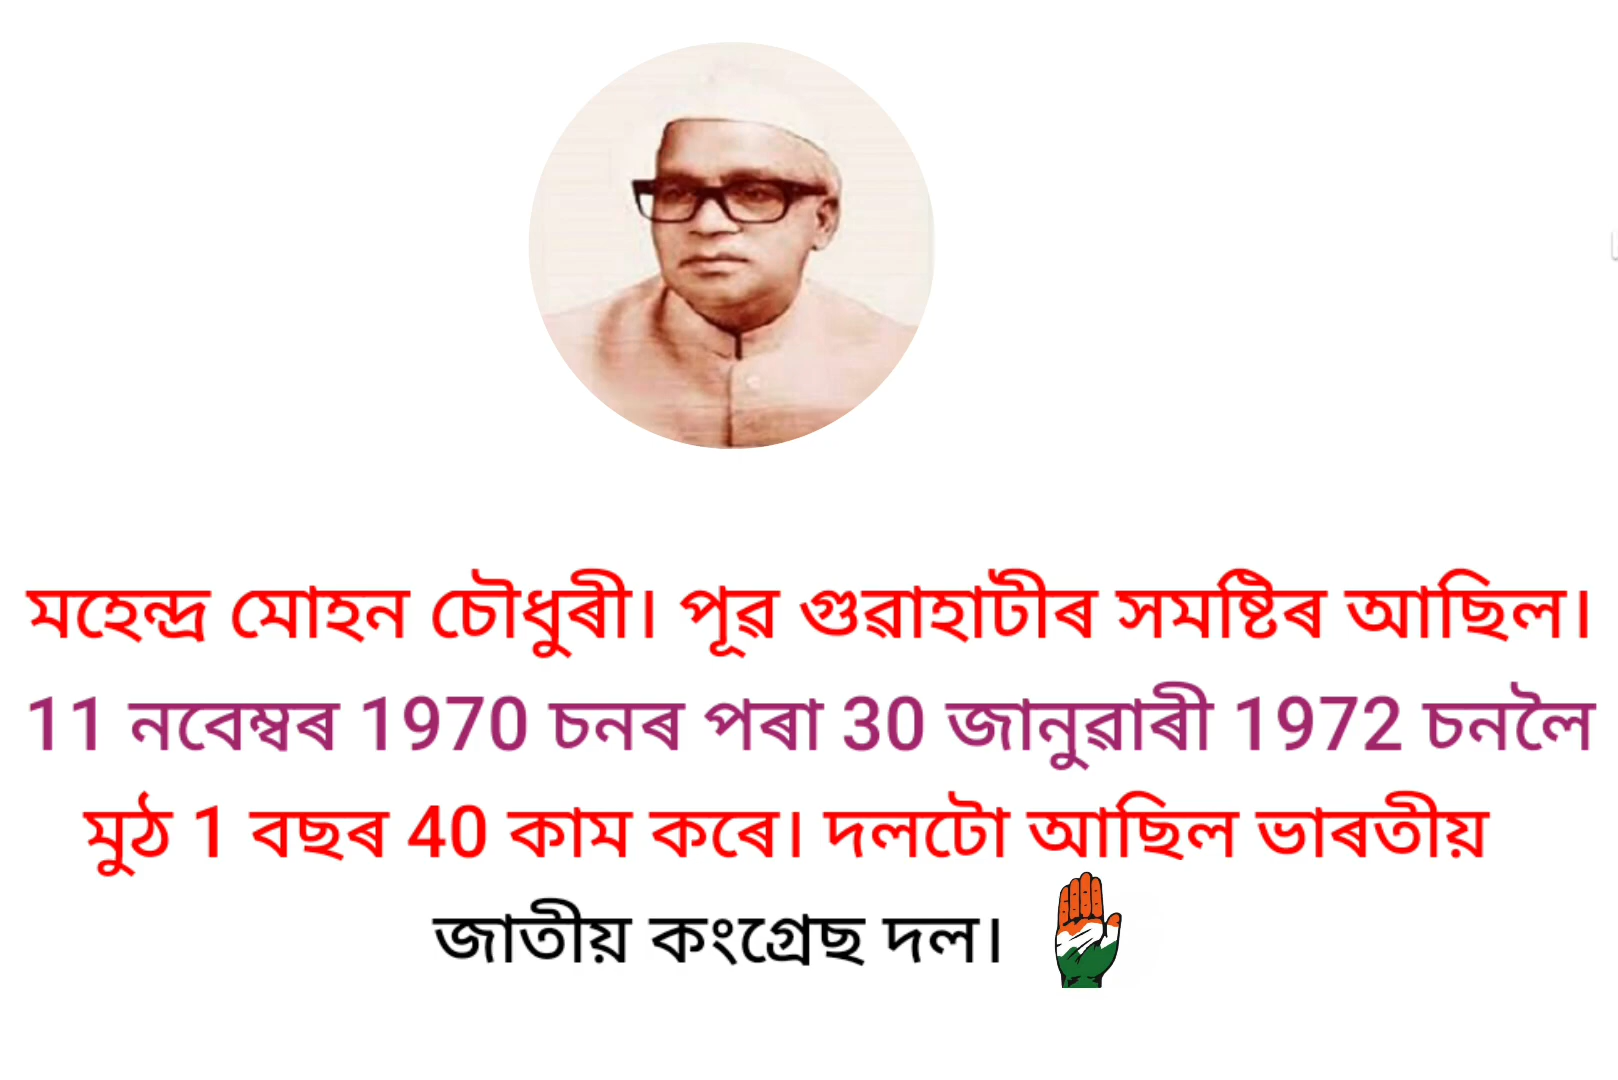 মহেন্দ্ৰ মোহন চৌধুৰী। পূৱ গুৱাহাটীৰ সমষ্টিৰ আছিল।
11 নবেম্বৰ 1970 চনৰ পৰা 30 জানুৱাৰী 1972 চনলৈ
মুঠ 1 বছৰ 40 কাম কৰে। দলটো আছিল ভাৰতীয়
জাতীয় কংগ্ৰেছ দল।